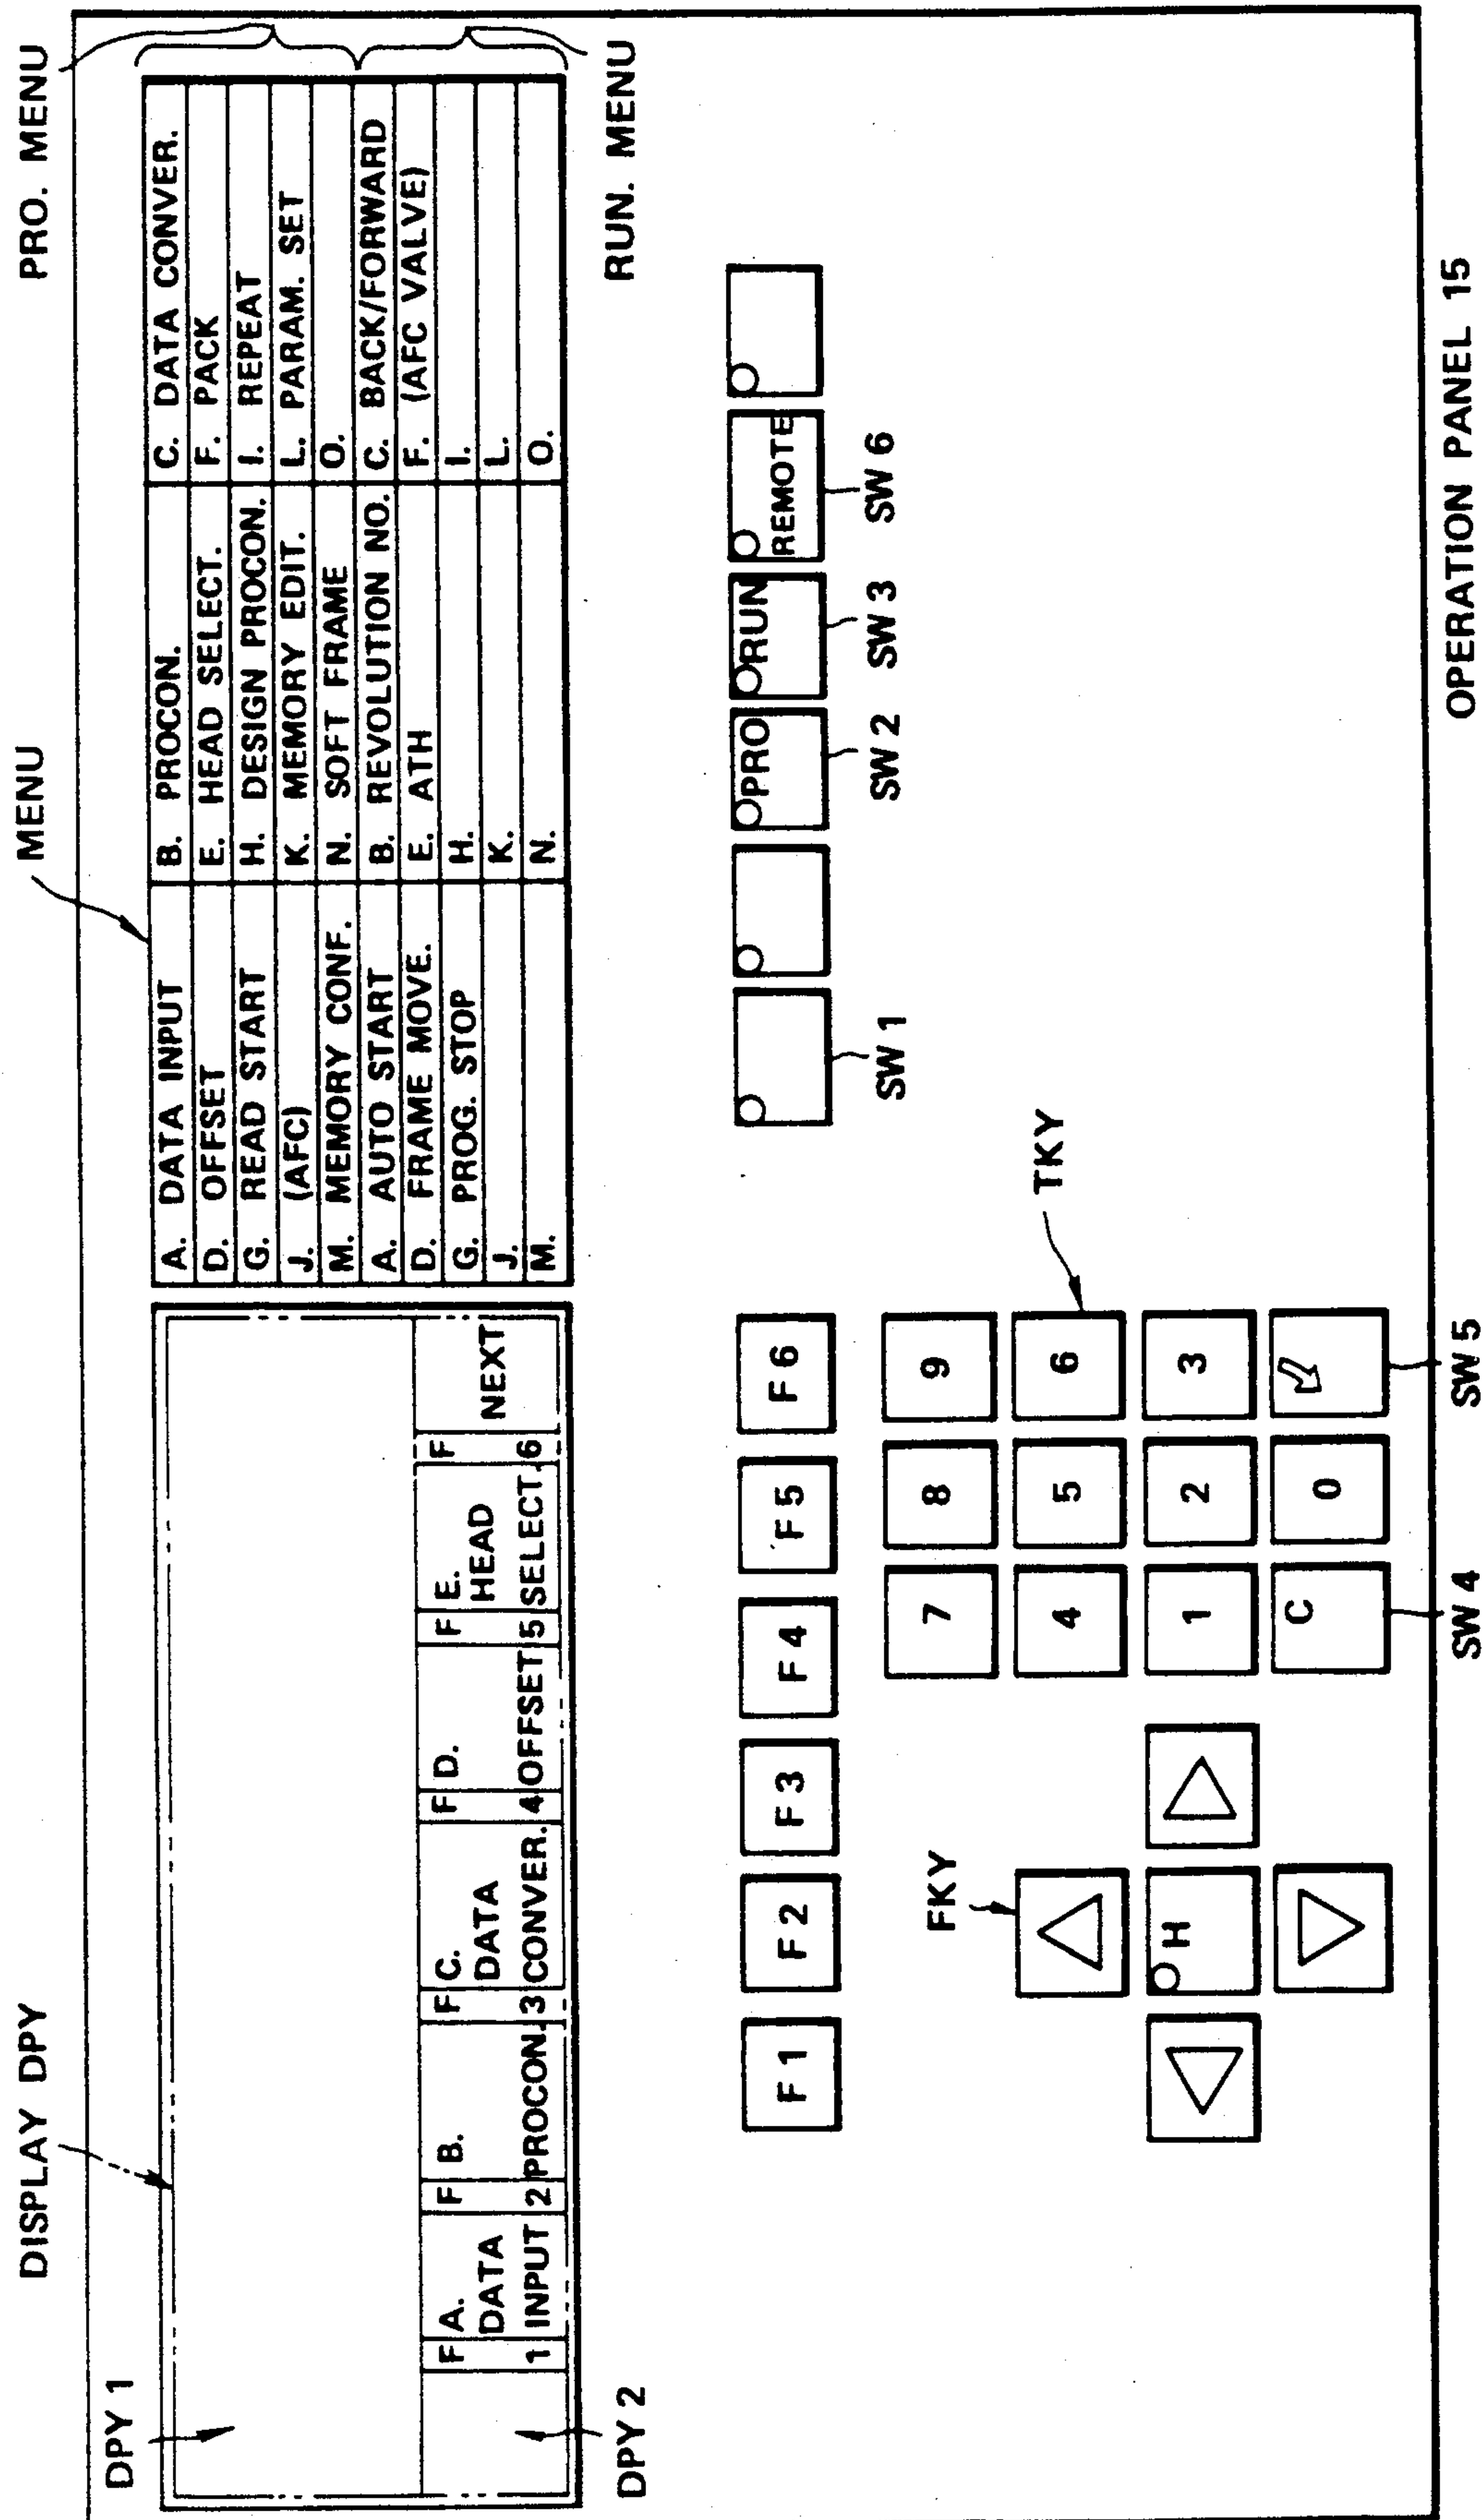 DISPLAY DPY
MENU
PRO. MENU
DPY 1
A. DATA INPUT B. PROCON. C. DATA CONVER.
D. OFFSET E. HEAD SELECT. F. PACK
G. READ START H. DESIGN PROCON. I. REPEAT
J. (AFC) K. MEMORY EDIT. L. PARAM. SET
M. MEMORY CONF. N. SOFT FRAME O.
A. AUTO START B. REVOLUTION NO. C. BACK/FORWARD
D. FRAME MOVE. E. ATH F. (AFC VALVE)
G. PROG. STOP H. I.
J. K. L.
M. N. O.
F 1 A. DATA INPUT
F 2 B. PROCON.
F 3 C. DATA CONVER.
F 4 D. OFFSET
F 5 E. HEAD SELECT.
F 6 NEXT
DPY 2
RUN. MENU
F 1 F 2 F 3 F 4 F 5 F 6
PRO RUN REMOTE
SW 1 SW 2 SW 3 SW 6
FKY
TKY
7 8 9
4 5 6
H
1 2 3
C 0
SW 4 SW 5
OPERATION PANEL 15